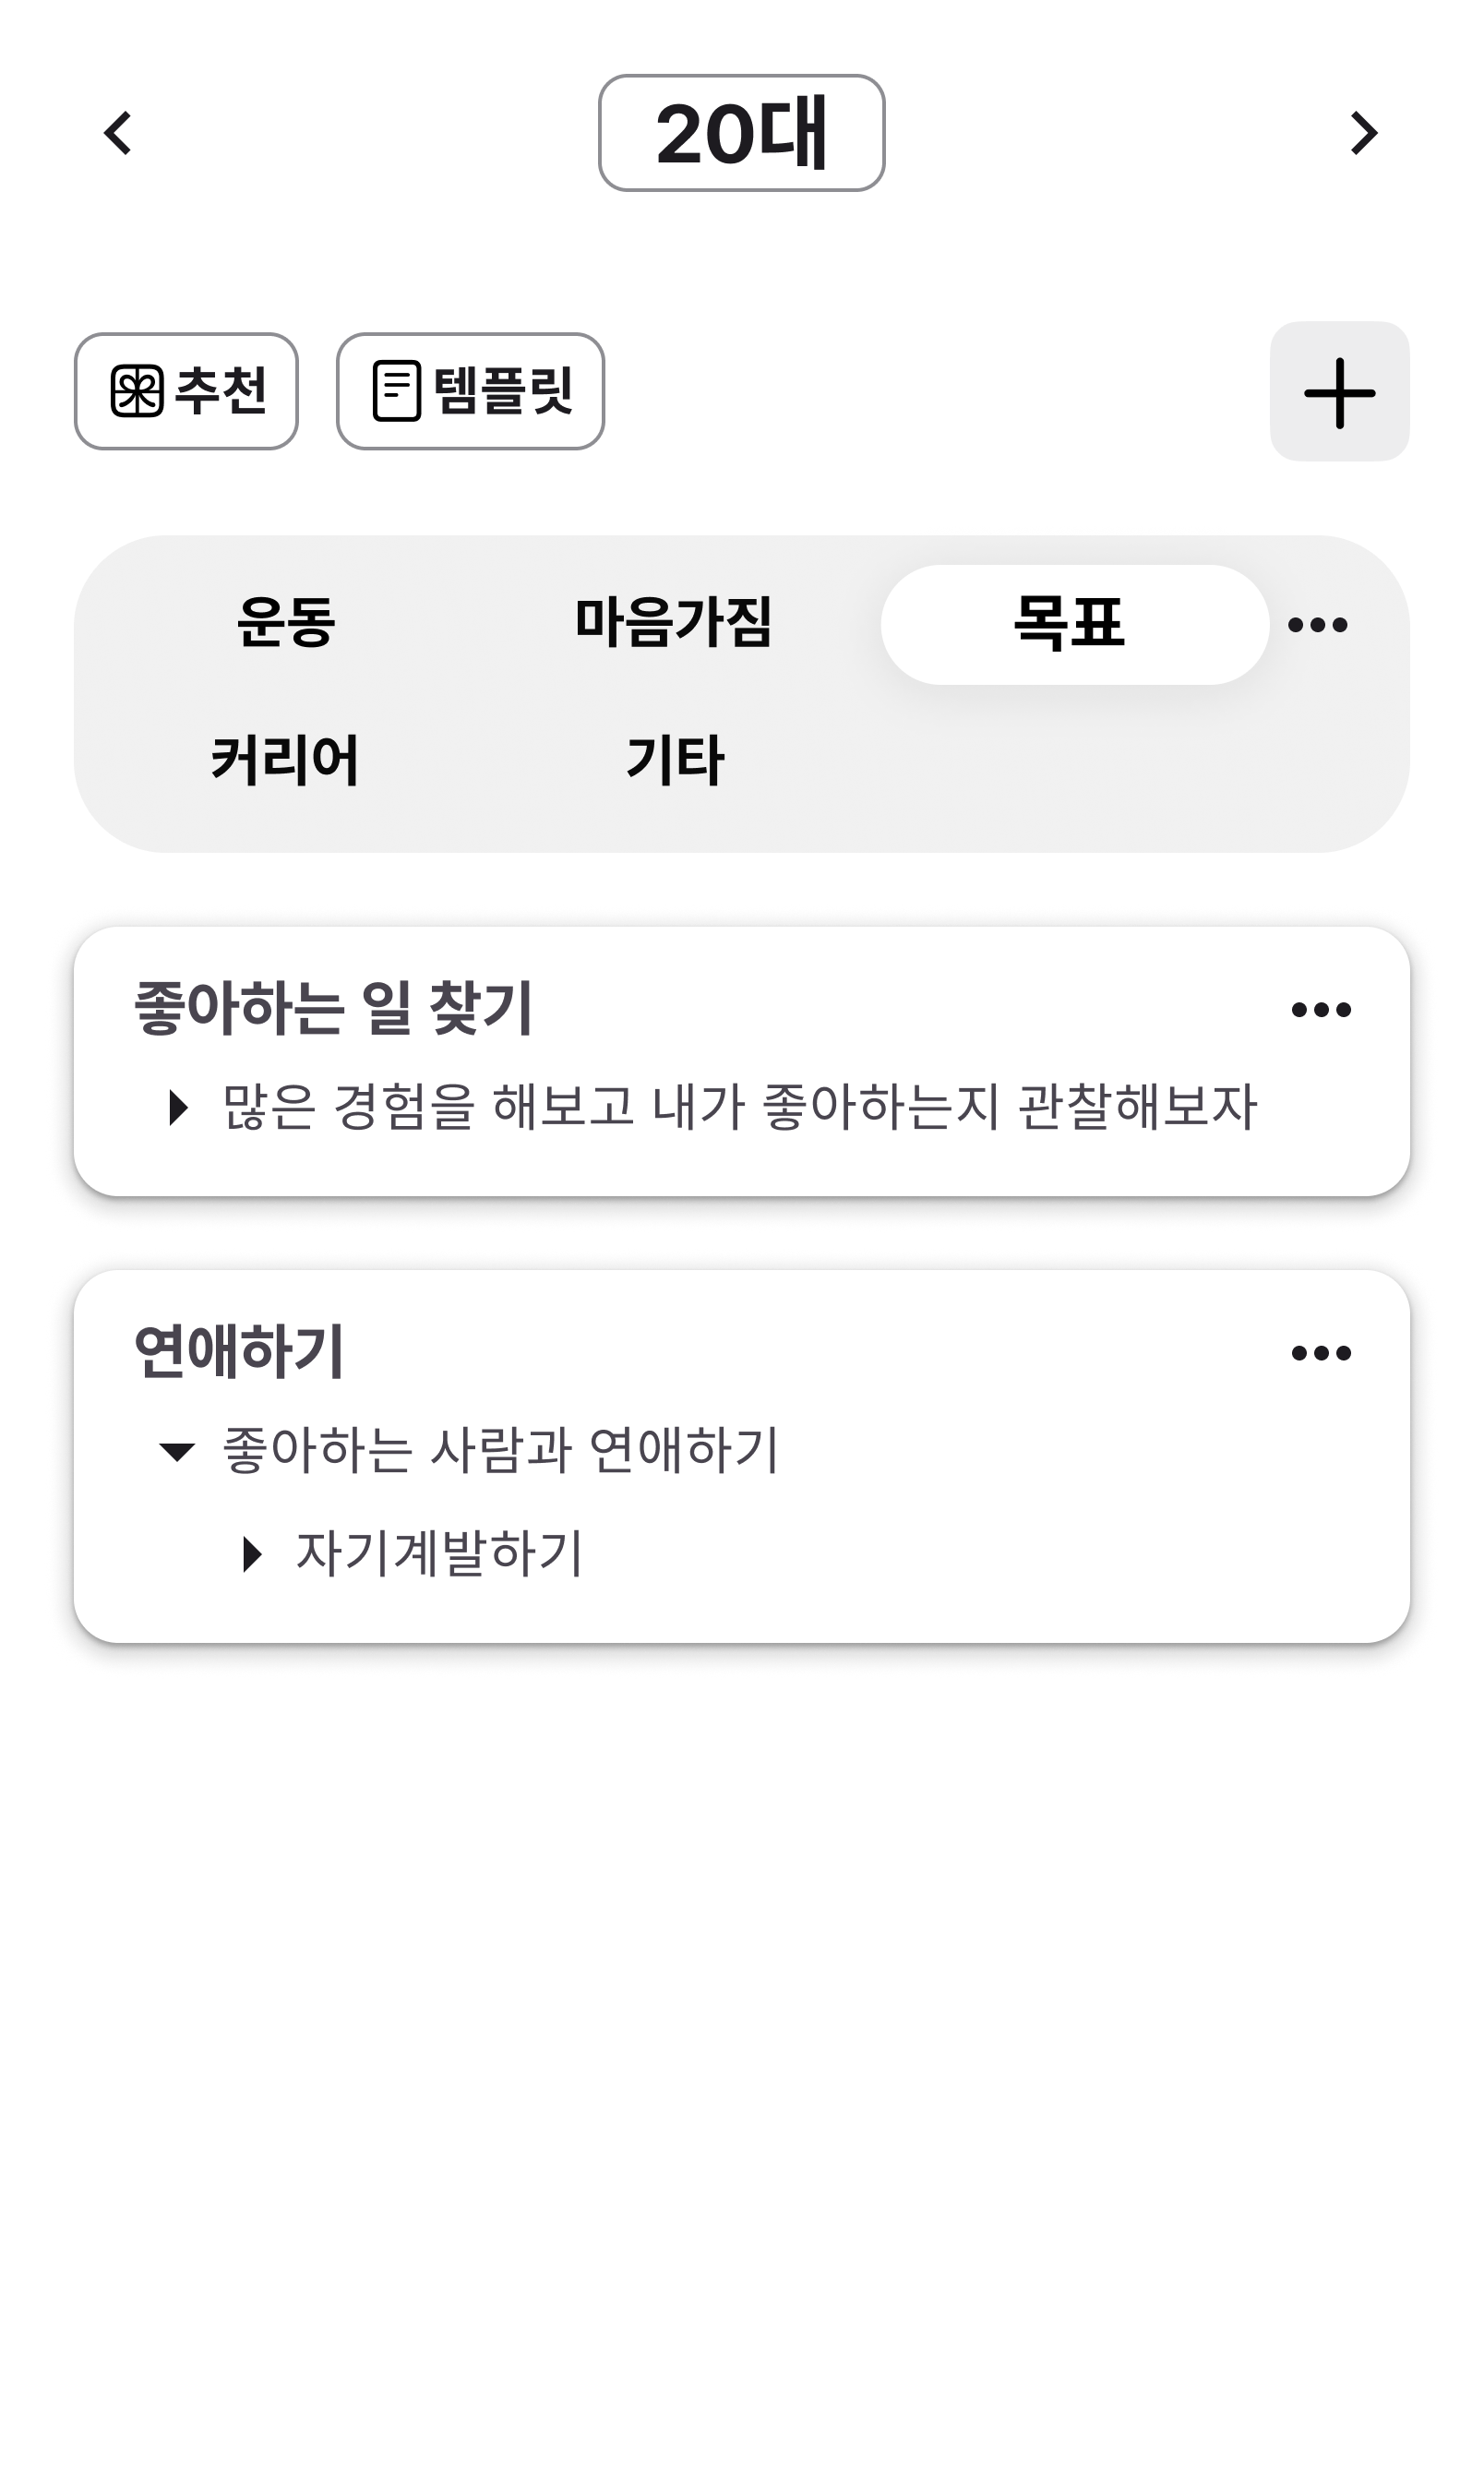 20대
추천 템플릿
운동 마음가짐 목표
커리어 기타
좋아하는 일 찾기
많은 경험을 해보고 내가 좋아하는지 관찰해보자
연애하기
좋아하는 사람과 연애하기
자기계발하기